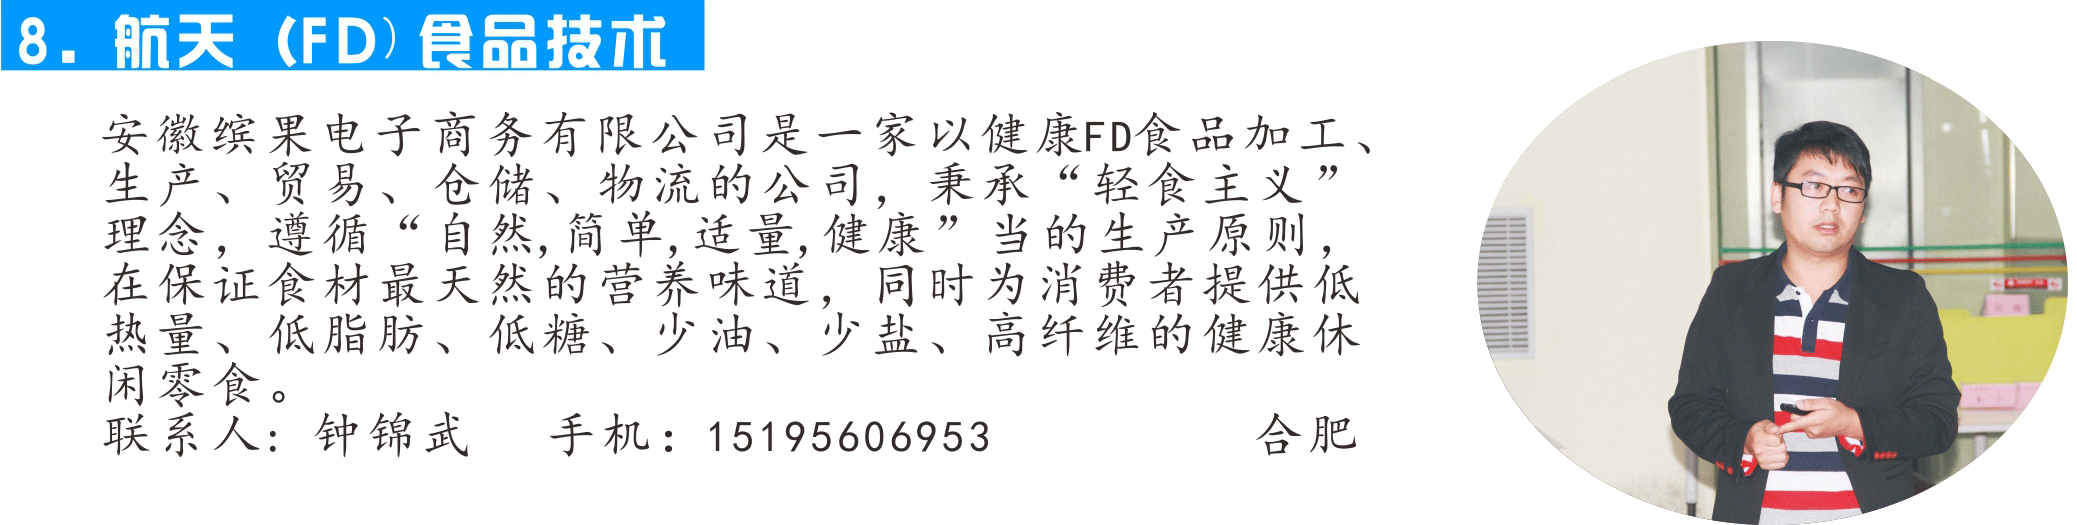 8. 航天（FD）食品技术
安徽缤果电子商务有限公司是一家以健康FD食品加工、
生产、贸易、仓储、物流的公司，秉承“轻食主义”
理念，遵循“自然,简单,适量,健康”当的生产原则，
在保证食材最天然的营养味道，同时为消费者提供低
热量、低脂肪、低糖、少油、少盐、高纤维的健康休
闲零食。
联系人：钟锦武 手机：15195606953 合肥